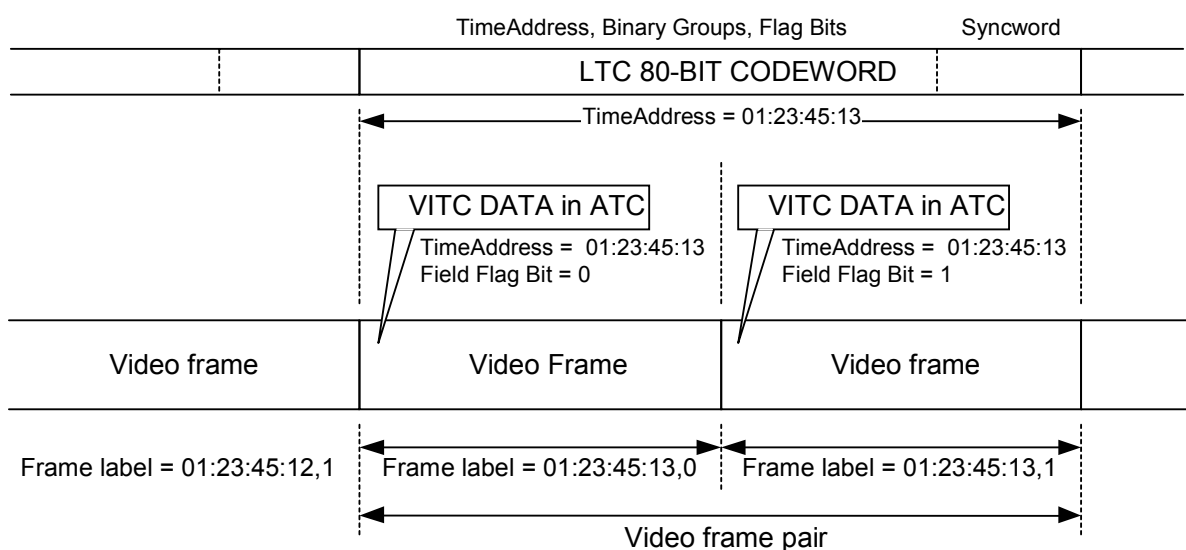 TimeAddress, Binary Groups, Flag Bits Syncword
LTC 80-BIT CODEWORD
TimeAddress = 01:23:45:13
VITC DATA in ATC
TimeAddress = 01:23:45:13
Field Flag Bit = 0
VITC DATA in ATC
TimeAddress = 01:23:45:13
Field Flag Bit = 1
Video frame
Video Frame
Video frame
Frame label = 01:23:45:12,1
Frame label = 01:23:45:13,0
Frame label = 01:23:45:13,1
Video frame pair